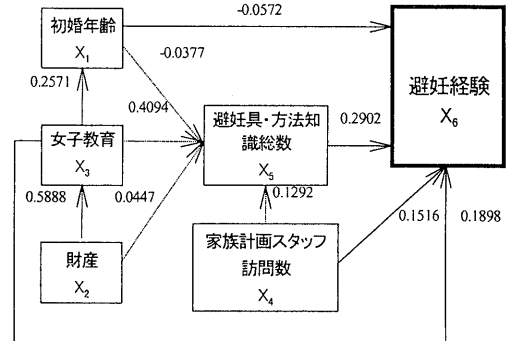 初婚年齢
X1
-0.0572
-0.0377
避妊経験
X6
0.2571
0.4094
女子教育
X3
避妊具・方法知
識総数
X5
0.2902
0.5888
0.0447
0.1292
財産
X2
家族計画スタッフ
訪問数
X4
0.1516
0.1898